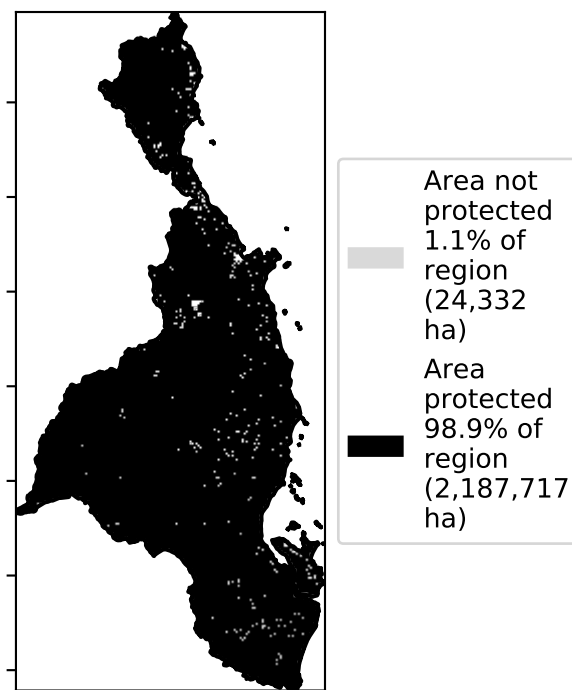 Area not
protected
1.1% of
region
(24,332
ha)
Area
protected
98.9% of
region
(2,187,717
ha)